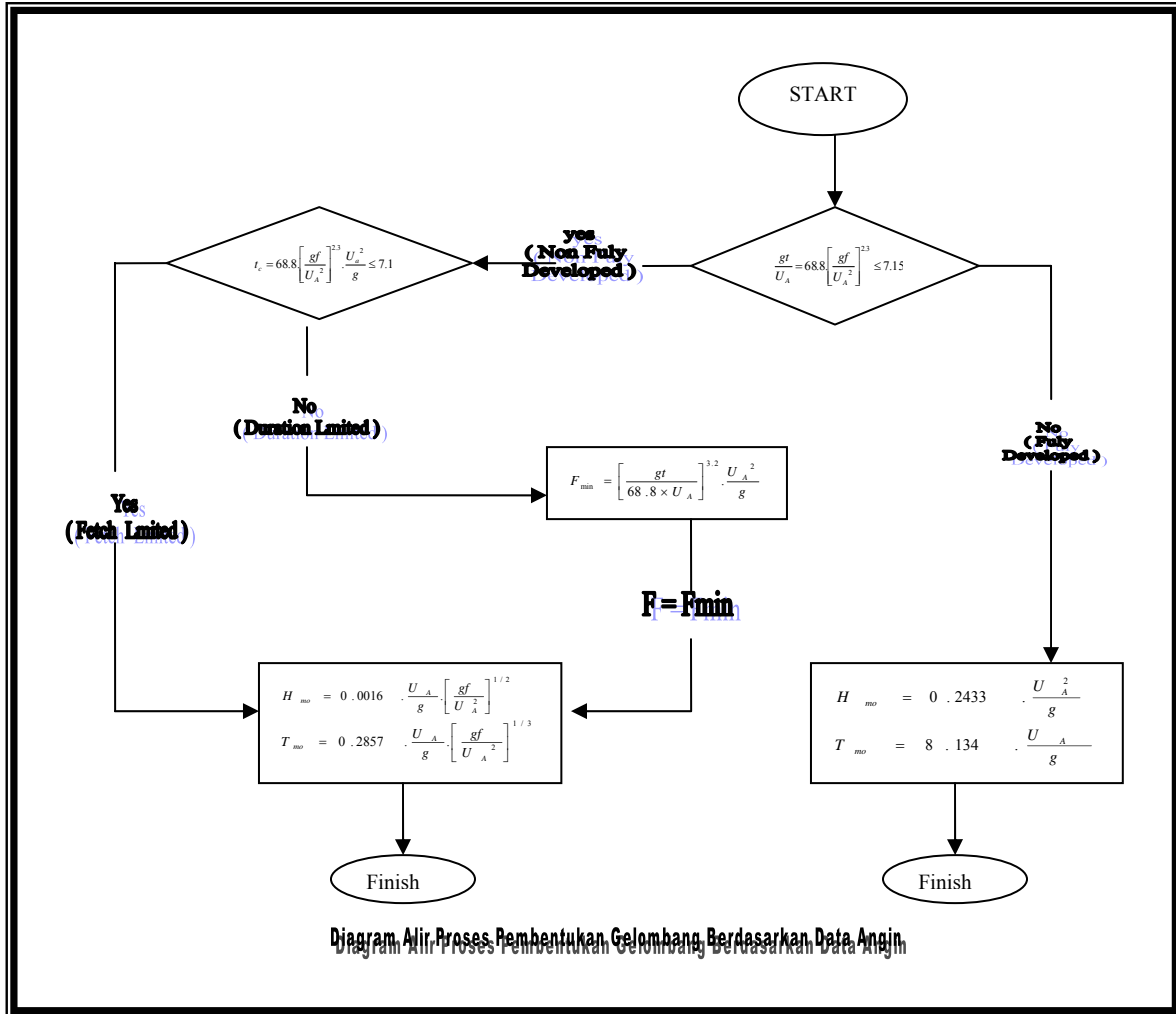 START
yes
( Non Fuly
Developed )
t_c = 68.8.[gf/U_A^2]^2.3 . U_a^2/g ≤ 7.1
gt/U_A = 68.8.[gf/U_A^2]^2.3 ≤ 7.15
No
( Duration Lmited )
No
( Fuly
Developed )
F_min = [gt/68.8 × U_A]^3.2 . U_A^2/g
Yes
( Fetch Lmited )
F = Fmin
H_mo = 0.0016 . U_A/g . [gf/U_A^2]^1/2
T_mo = 0.2857 . U_A/g . [gf/U_A^2]^1/3
H_mo = 0.2433 . U_A^2/g
T_mo = 8.134 . U_A/g
Finish
Finish
Diagram Alir Proses Pembentukan Gelombang Berdasarkan Data Angin